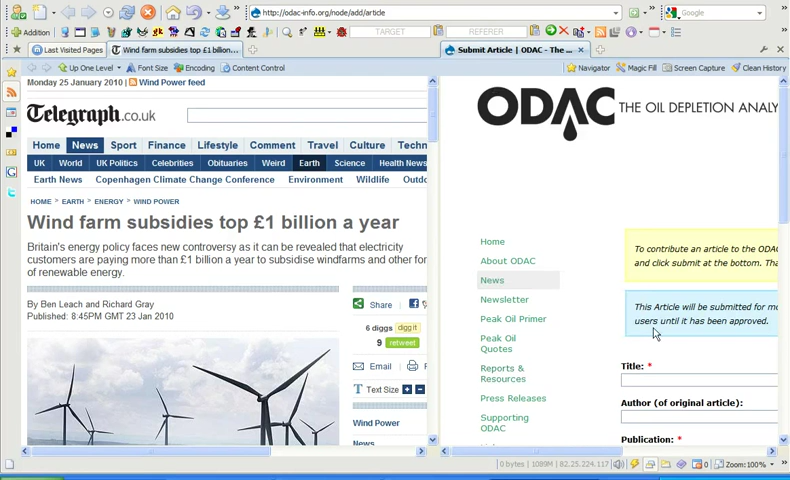 http://odac-info.org/node/add/article
Search
Addition
TARGET
REFERER
Last Visited Pages
Wind farm subsidies top £1 billion...
Submit Article | ODAC - The ...
Up One Level
Font Size
Encoding
Content Control
Navigator
Magic Fill
Screen Capture
Clean History
Monday 25 January 2010
Wind Power feed
Telegraph.co.uk
Home News Sport Finance Lifestyle Comment Travel Culture Techn
UK World UK Politics Celebrities Obituaries Weird Earth Science Health News
Earth News Copenhagen Climate Change Conference Environment Wildlife Outdo
HOME > EARTH > ENERGY > WIND POWER
Wind farm subsidies top £1 billion a year
Britain's energy policy faces new controversy as it can be revealed that electricity
customers are paying more than £1 billion a year to subsidise windfarms and other for
of renewable energy.
By Ben Leach and Richard Gray
Published: 8:45PM GMT 23 Jan 2010
Share
6 diggs digg it
9 retweet
Email
Text Size
Wind Power
News
ODAC THE OIL DEPLETION ANALY
Home
About ODAC
News
Newsletter
Peak Oil Primer
Peak Oil
Quotes
Reports &
Resources
Press Releases
Supporting
ODAC
To contribute an article to the ODAC
and click submit at the bottom. Tha
This Article will be submitted for mo
users until it has been approved.
Title: *
Author (of original article):
Publication: *
0 bytes | 1089M | 82.25.224.117
0
Zoom:100%